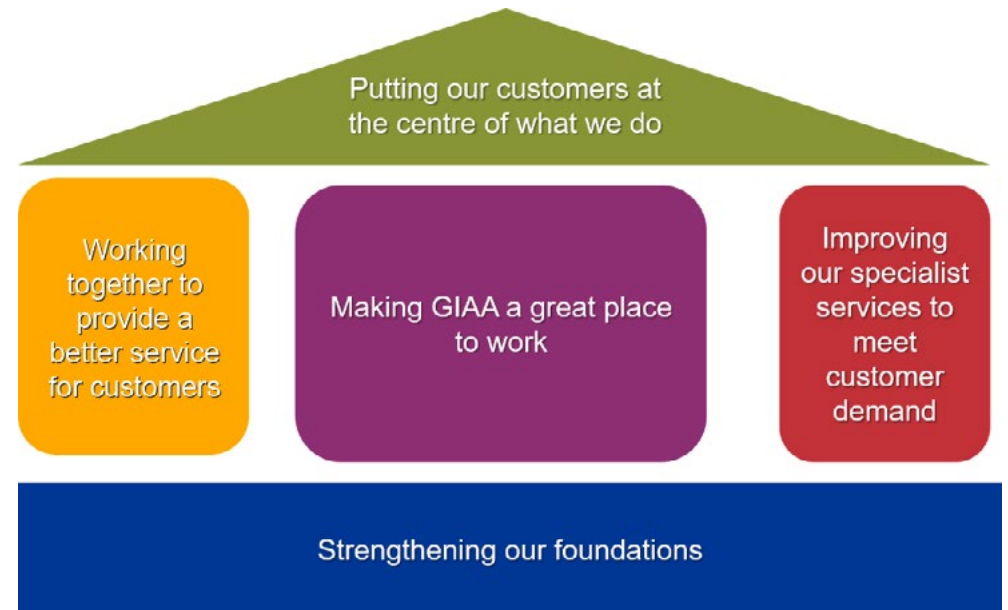 Putting our customers at
the centre of what we do
Working
together to
provide a
better service
for customers
Making GIAA a great place
to work
Improving
our specialist
services to
meet
customer
demand
Strengthening our foundations